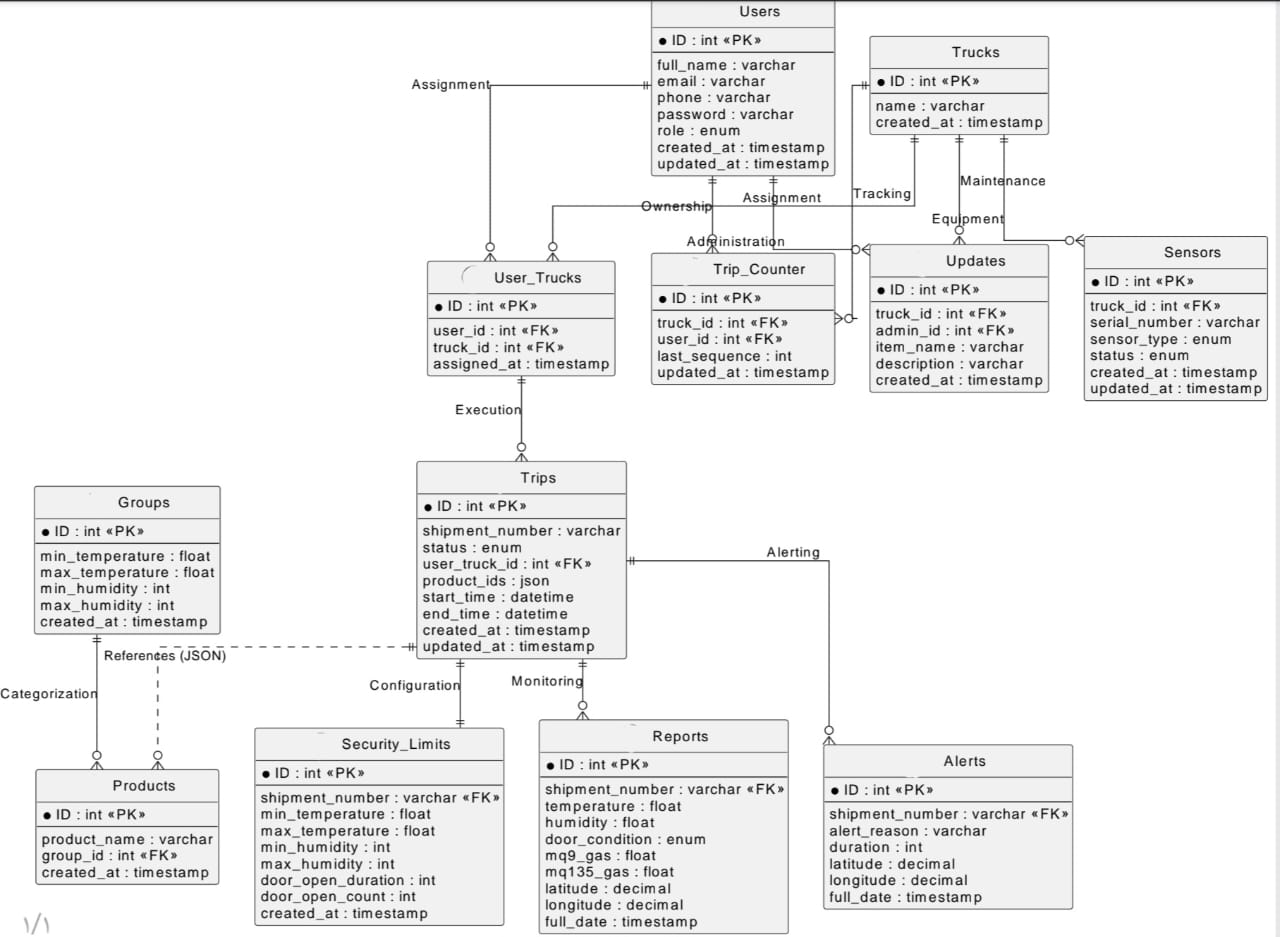 Users
● ID : int «PK»
full_name : varchar
email : varchar
phone : varchar
password : varchar
role : enum
created_at : timestamp
updated_at : timestamp
Trucks
● ID : int «PK»
name : varchar
created_at : timestamp
Assignment
Ownership
Assignment
Tracking
Maintenance
Equipment
Administration
User_Trucks
● ID : int «PK»
user_id : int «FK»
truck_id : int «FK»
assigned_at : timestamp
Trip_Counter
● ID : int «PK»
truck_id : int «FK»
user_id : int «FK»
last_sequence : int
updated_at : timestamp
Updates
● ID : int «PK»
truck_id : int «FK»
admin_id : int «FK»
item_name : varchar
description : varchar
created_at : timestamp
Sensors
● ID : int «PK»
truck_id : int «FK»
serial_number : varchar
sensor_type : enum
status : enum
created_at : timestamp
updated_at : timestamp
Execution
Groups
● ID : int «PK»
min_temperature : float
max_temperature : float
min_humidity : int
max_humidity : int
created_at : timestamp
Trips
● ID : int «PK»
shipment_number : varchar
status : enum
user_truck_id : int «FK»
product_ids : json
start_time : datetime
end_time : datetime
created_at : timestamp
updated_at : timestamp
Alerting
References (JSON)
Categorization
Configuration
Monitoring
Products
● ID : int «PK»
product_name : varchar
group_id : int «FK»
created_at : timestamp
Security_Limits
● ID : int «PK»
shipment_number : varchar «FK»
min_temperature : float
max_temperature : float
min_humidity : int
max_humidity : int
door_open_duration : int
door_open_count : int
created_at : timestamp
Reports
● ID : int «PK»
shipment_number : varchar «FK»
temperature : float
humidity : float
door_condition : enum
mq9_gas : float
mq135_gas : float
latitude : decimal
longitude : decimal
full_date : timestamp
Alerts
● ID : int «PK»
shipment_number : varchar «FK»
alert_reason : varchar
duration : int
latitude : decimal
longitude : decimal
full_date : timestamp
١/١